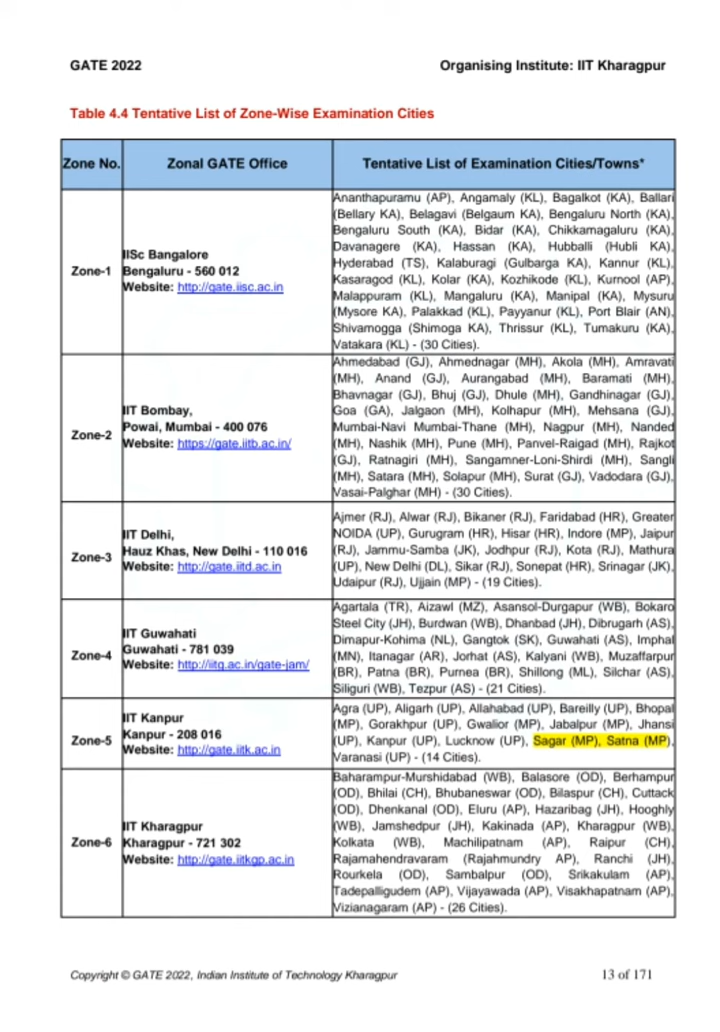 GATE 2022 Organising Institute: IIT Kharagpur
Table 4.4 Tentative List of Zone-Wise Examination Cities
Zone No. Zonal GATE Office Tentative List of Examination Cities/Towns*
Zone-1
IISc Bangalore
Bengaluru - 560 012
Website: http://gate.iisc.ac.in
Ananthapuramu (AP), Angamaly (KL), Bagalkot (KA), Ballari
(Bellary KA), Belagavi (Belgaum KA), Bengaluru North (KA),
Bengaluru South (KA), Bidar (KA), Chikkamagaluru (KA),
Davanagere (KA), Hassan (KA), Hubballi (Hubli KA),
Hyderabad (TS), Kalaburagi (Gulbarga KA), Kannur (KL),
Kasaragod (KL), Kolar (KA), Kozhikode (KL), Kurnool (AP),
Malappuram (KL), Mangaluru (KA), Manipal (KA), Mysuru
(Mysore KA), Palakkad (KL), Payyanur (KL), Port Blair (AN),
Shivamogga (Shimoga KA), Thrissur (KL), Tumakuru (KA),
Vatakara (KL) - (30 Cities).
Zone-2
IIT Bombay,
Powai, Mumbai - 400 076
Website: https://gate.iitb.ac.in/
Ahmedabad (GJ), Ahmednagar (MH), Akola (MH), Amravati
(MH), Anand (GJ), Aurangabad (MH), Baramati (MH),
Bhavnagar (GJ), Bhuj (GJ), Dhule (MH), Gandhinagar (GJ),
Goa (GA), Jalgaon (MH), Kolhapur (MH), Mehsana (GJ),
Mumbai-Navi Mumbai-Thane (MH), Nagpur (MH), Nanded
(MH), Nashik (MH), Pune (MH), Panvel-Raigad (MH), Rajkot
(GJ), Ratnagiri (MH), Sangamner-Loni-Shirdi (MH), Sangli
(MH), Satara (MH), Solapur (MH), Surat (GJ), Vadodara (GJ),
Vasai-Palghar (MH) - (30 Cities).
Zone-3
IIT Delhi,
Hauz Khas, New Delhi - 110 016
Website: http://gate.iitd.ac.in
Ajmer (RJ), Alwar (RJ), Bikaner (RJ), Faridabad (HR), Greater
NOIDA (UP), Gurugram (HR), Hisar (HR), Indore (MP), Jaipur
(RJ), Jammu-Samba (JK), Jodhpur (RJ), Kota (RJ), Mathura
(UP), New Delhi (DL), Sikar (RJ), Sonepat (HR), Srinagar (JK),
Udaipur (RJ), Ujjain (MP) - (19 Cities).
Zone-4
IIT Guwahati
Guwahati - 781 039
Website: http://iitg.ac.in/gate-jam/
Agartala (TR), Aizawl (MZ), Asansol-Durgapur (WB), Bokaro
Steel City (JH), Burdwan (WB), Dhanbad (JH), Dibrugarh (AS),
Dimapur-Kohima (NL), Gangtok (SK), Guwahati (AS), Imphal
(MN), Itanagar (AR), Jorhat (AS), Kalyani (WB), Muzaffarpur
(BR), Patna (BR), Purnea (BR), Shillong (ML), Silchar (AS),
Siliguri (WB), Tezpur (AS) - (21 Cities).
Zone-5
IIT Kanpur
Kanpur - 208 016
Website: http://gate.iitk.ac.in
Agra (UP), Aligarh (UP), Allahabad (UP), Bareilly (UP), Bhopal
(MP), Gorakhpur (UP), Gwalior (MP), Jabalpur (MP), Jhansi
(UP), Kanpur (UP), Lucknow (UP), Sagar (MP), Satna (MP),
Varanasi (UP) - (14 Cities).
Zone-6
IIT Kharagpur
Kharagpur - 721 302
Website: http://gate.iitkgp.ac.in
Baharampur-Murshidabad (WB), Balasore (OD), Berhampur
(OD), Bhilai (CH), Bhubaneswar (OD), Bilaspur (CH), Cuttack
(OD), Dhenkanal (OD), Eluru (AP), Hazaribag (JH), Hooghly
(WB), Jamshedpur (JH), Kakinada (AP), Kharagpur (WB),
Kolkata (WB), Machilipatnam (AP), Raipur (CH),
Rajamahendravaram (Rajahmundry AP), Ranchi (JH),
Rourkela (OD), Sambalpur (OD), Srikakulam (AP),
Tadepalligudem (AP), Vijayawada (AP), Visakhapatnam (AP),
Vizianagaram (AP) - (26 Cities).
Copyright © GATE 2022, Indian Institute of Technology Kharagpur 13 of 171